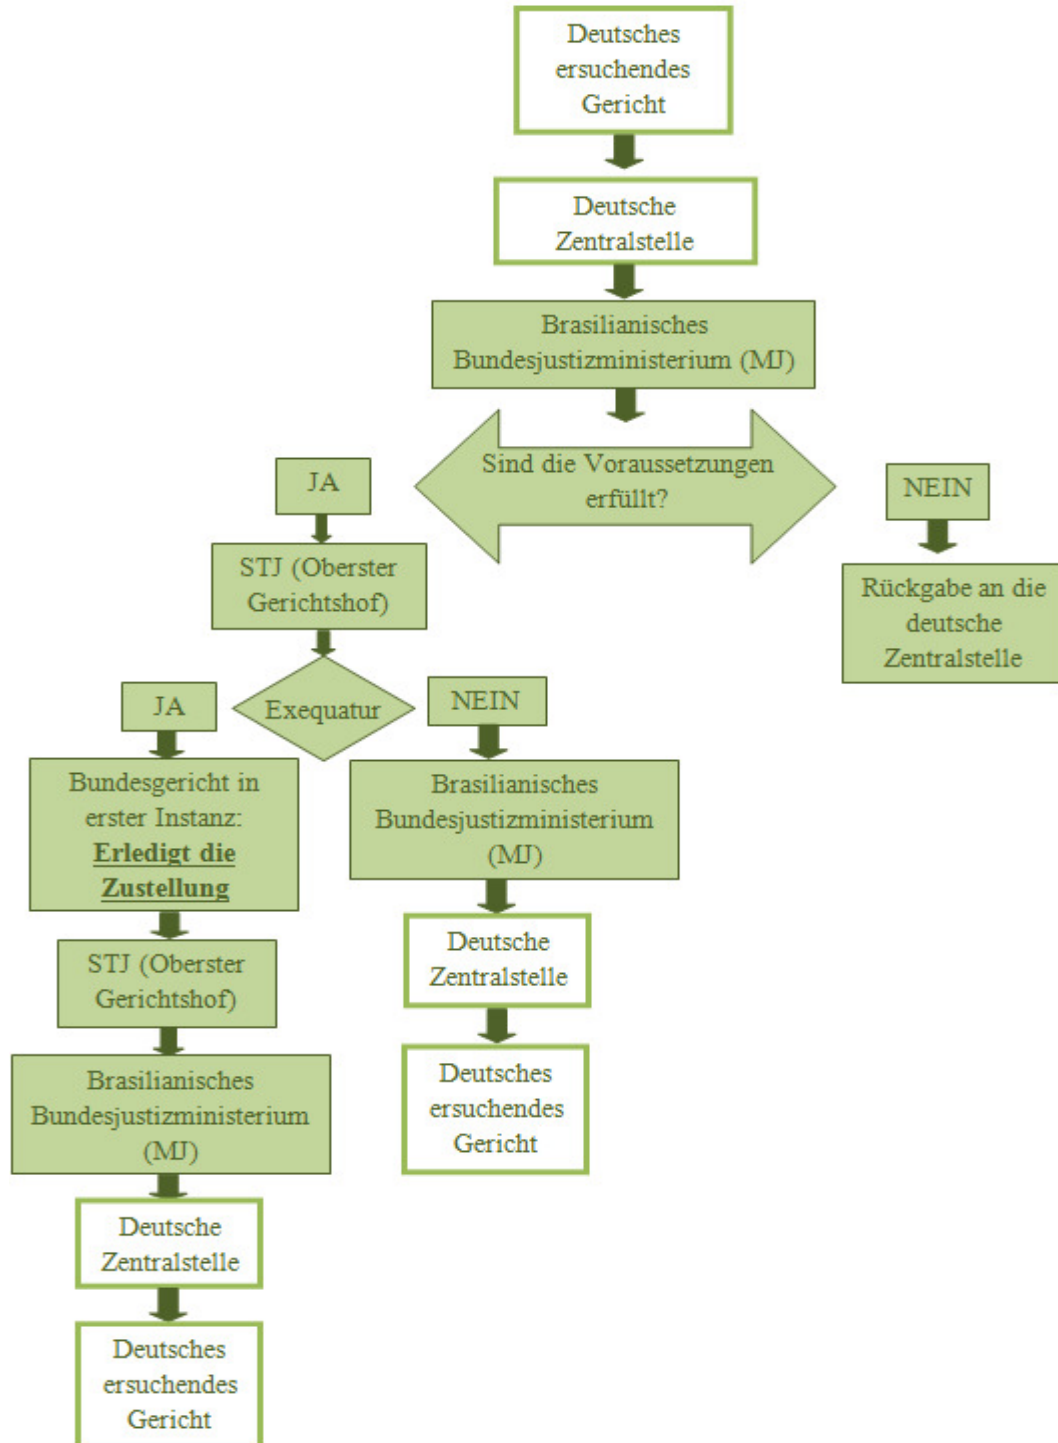 Deutsches
ersuchendes
Gericht
Deutsche
Zentralstelle
Brasilianisches
Bundesjustizministerium (MJ)
Sind die Voraussetzungen
erfüllt?
JA
NEIN
STJ (Oberster
Gerichtshof)
Rückgabe an die
deutsche
Zentralstelle
Exequatur
JA
NEIN
Bundesgericht in
erster Instanz:
Erledigt die
Zustellung
Brasilianisches
Bundesjustizministerium
(MJ)
STJ (Oberster
Gerichtshof)
Deutsche
Zentralstelle
Brasilianisches
Bundesjustizministerium
(MJ)
Deutsches
ersuchendes
Gericht
Deutsche
Zentralstelle
Deutsches
ersuchendes
Gericht